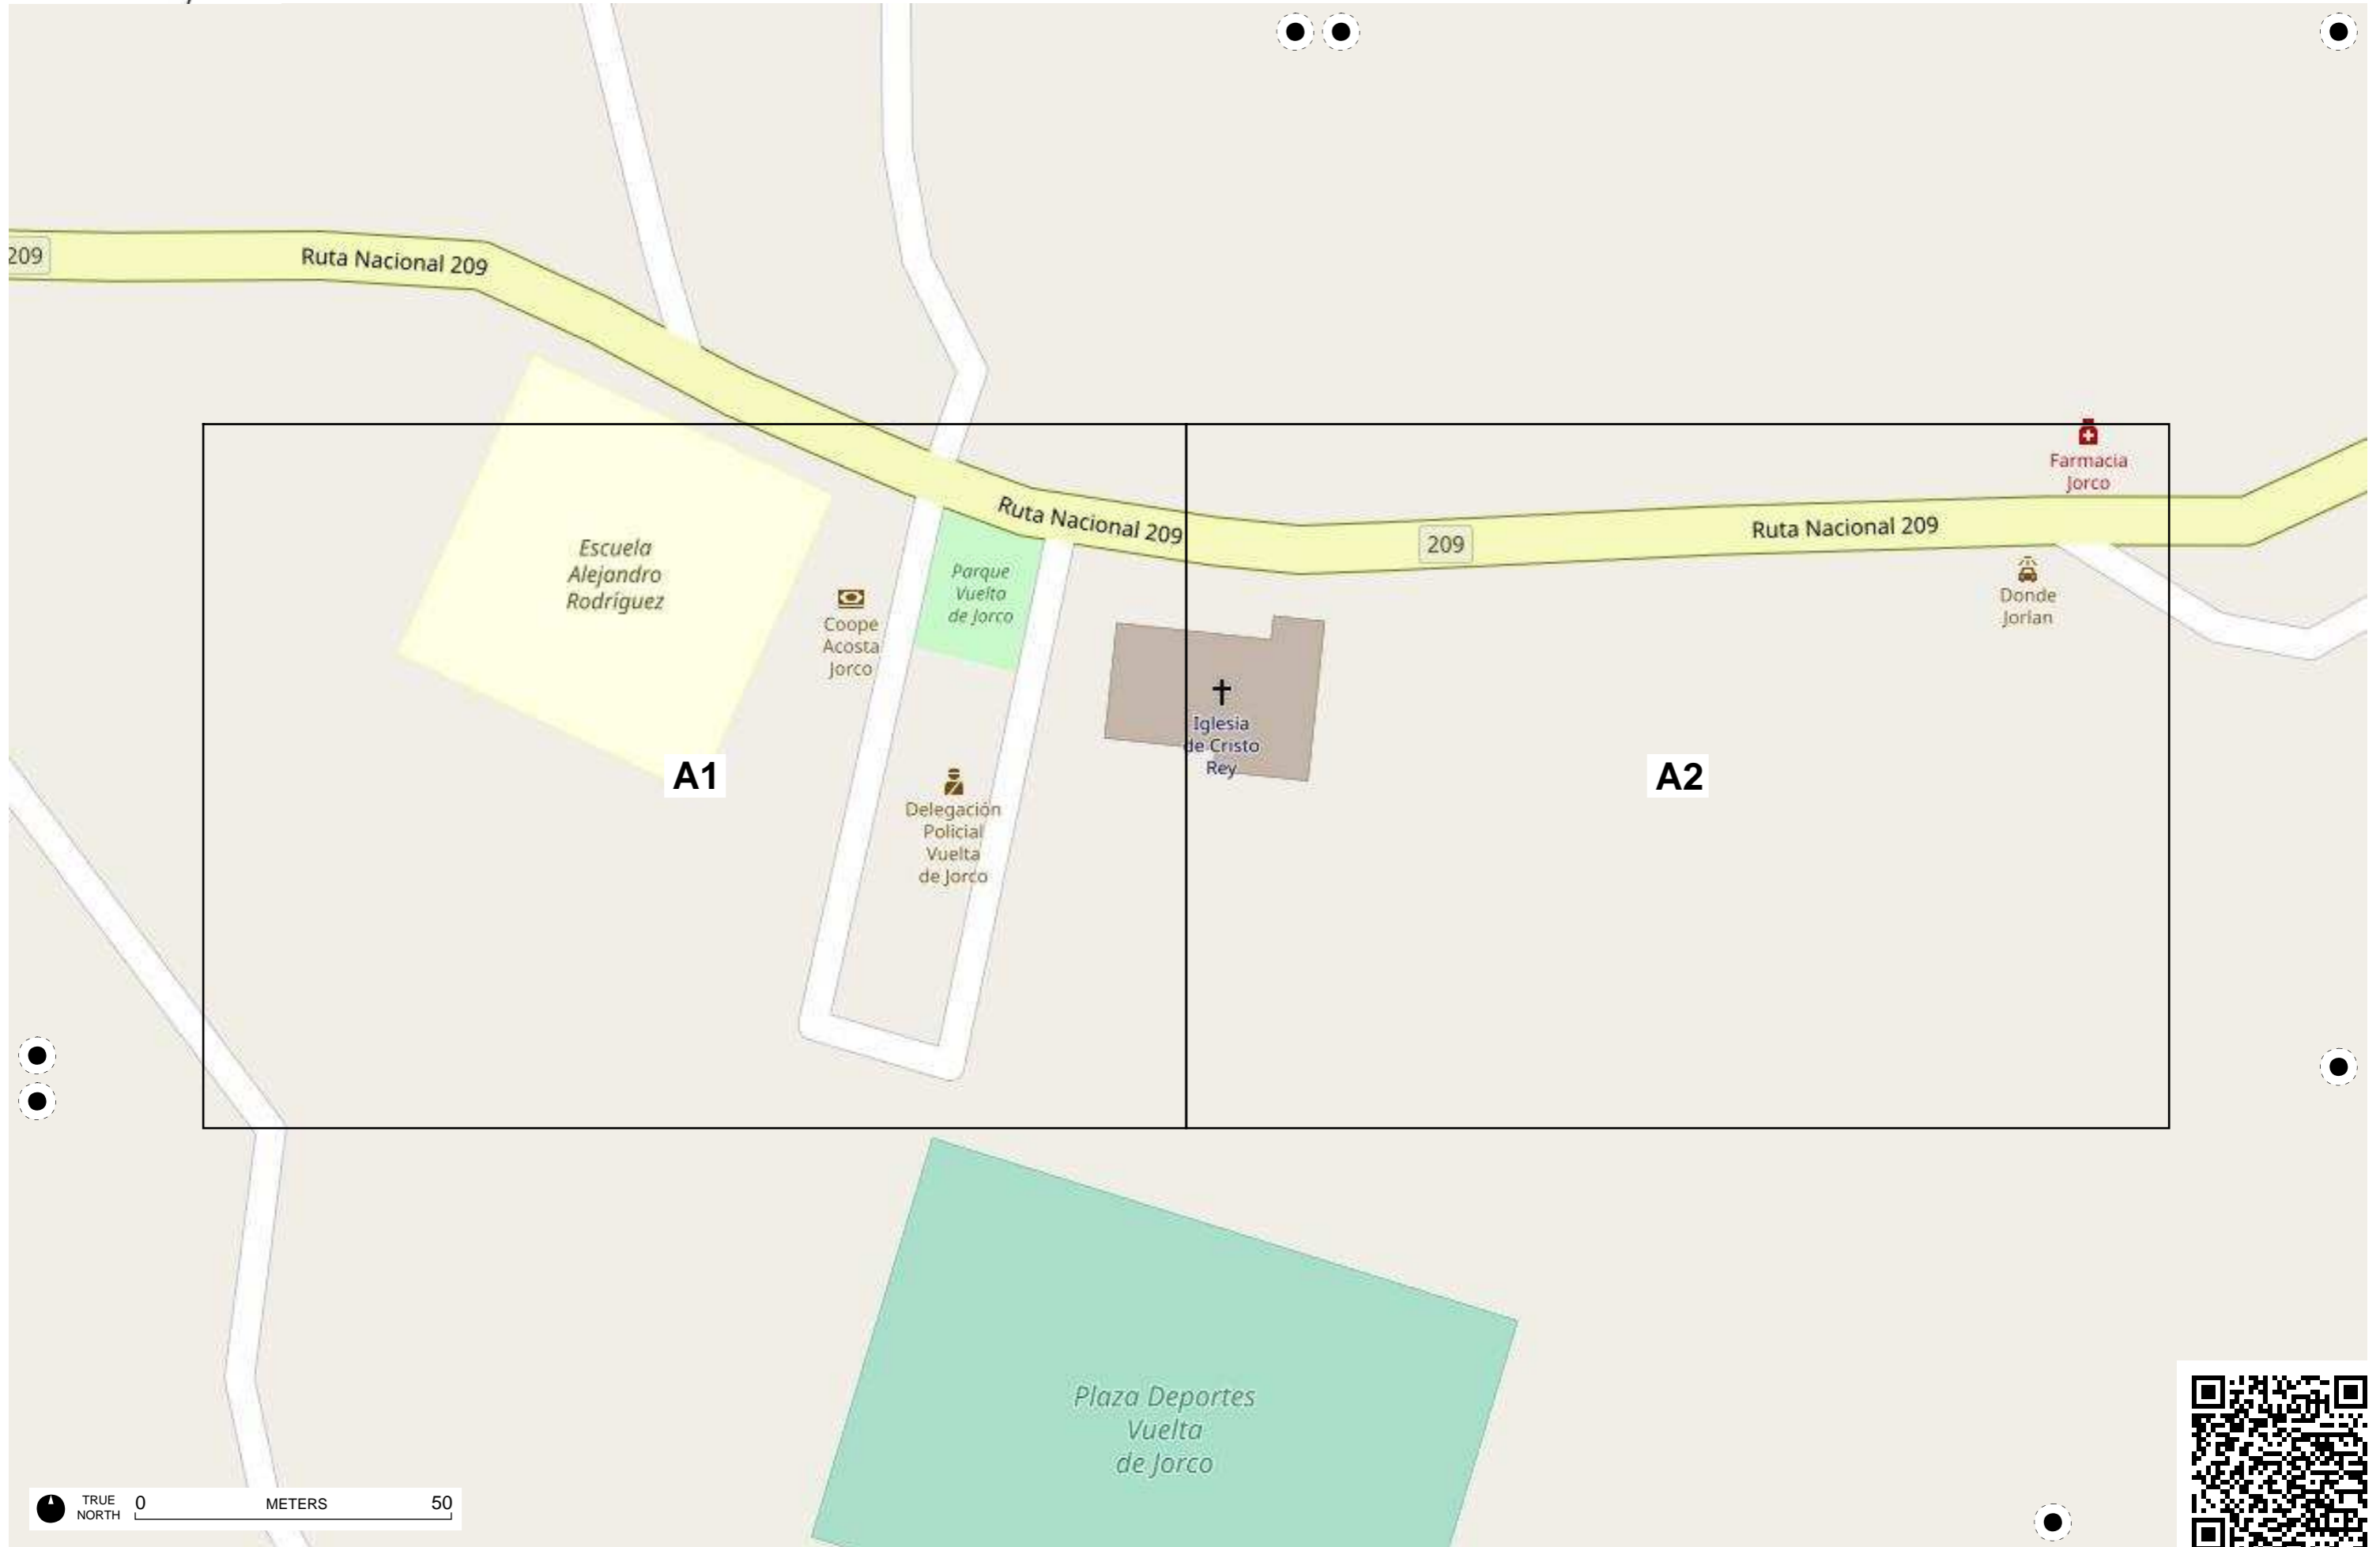 Ruta Nacional 209
209
Farmacia
Jorco
Ruta Nacional 209
209
Ruta Nacional 209
Escuela
Alejandro
Rodríguez
Parque
Vuelta
de Jorco
Donde
Jorlan
Coope
Acosta
Jorco
Iglesia
de Cristo
Rey
A1
A2
Delegación
Policial
Vuelta
de Jorco
Plaza Deportes
Vuelta
de Jorco
TRUE
NORTH
0 METERS 50